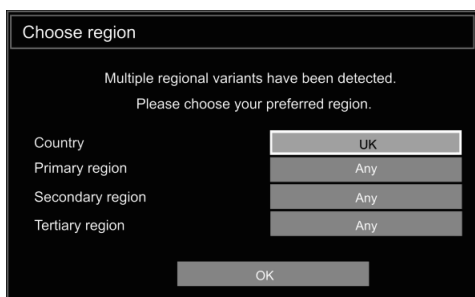 Choose region
Multiple regional variants have been detected.
Please choose your preferred region.
Country UK
Primary region Any
Secondary region Any
Tertiary region Any
OK